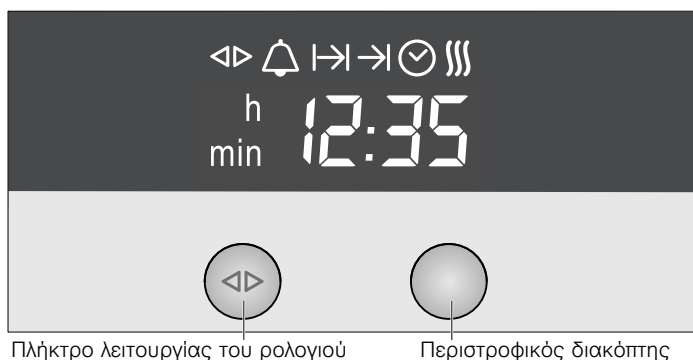 h
12:35
min
Πλήκτρο λειτουργίας του ρολογιού
Περιστροφικός διακόπτης